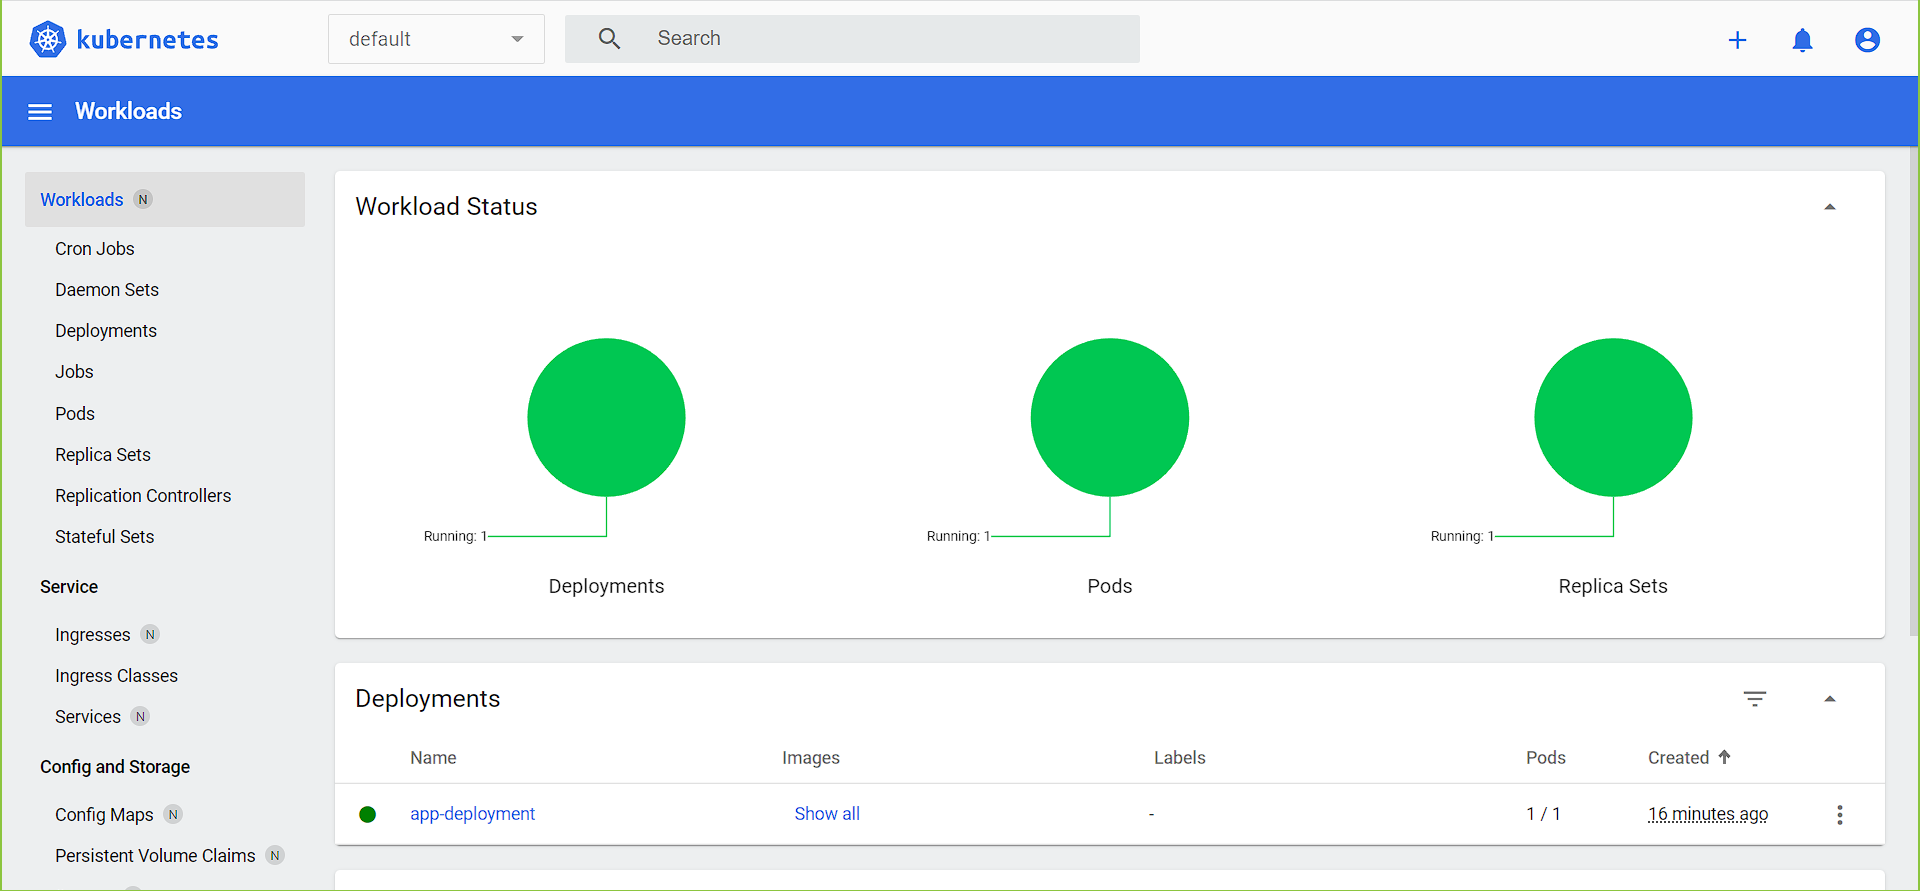 kubernetes
default
Search
Workloads
Workloads N
Cron Jobs
Daemon Sets
Deployments
Jobs
Pods
Replica Sets
Replication Controllers
Stateful Sets
Service
Ingresses N
Ingress Classes
Services N
Config and Storage
Config Maps N
Persistent Volume Claims N
Workload Status
Running: 1
Deployments
Running: 1
Pods
Running: 1
Replica Sets
Deployments
Name Images Labels Pods Created
app-deployment Show all - 1 / 1 16 minutes ago